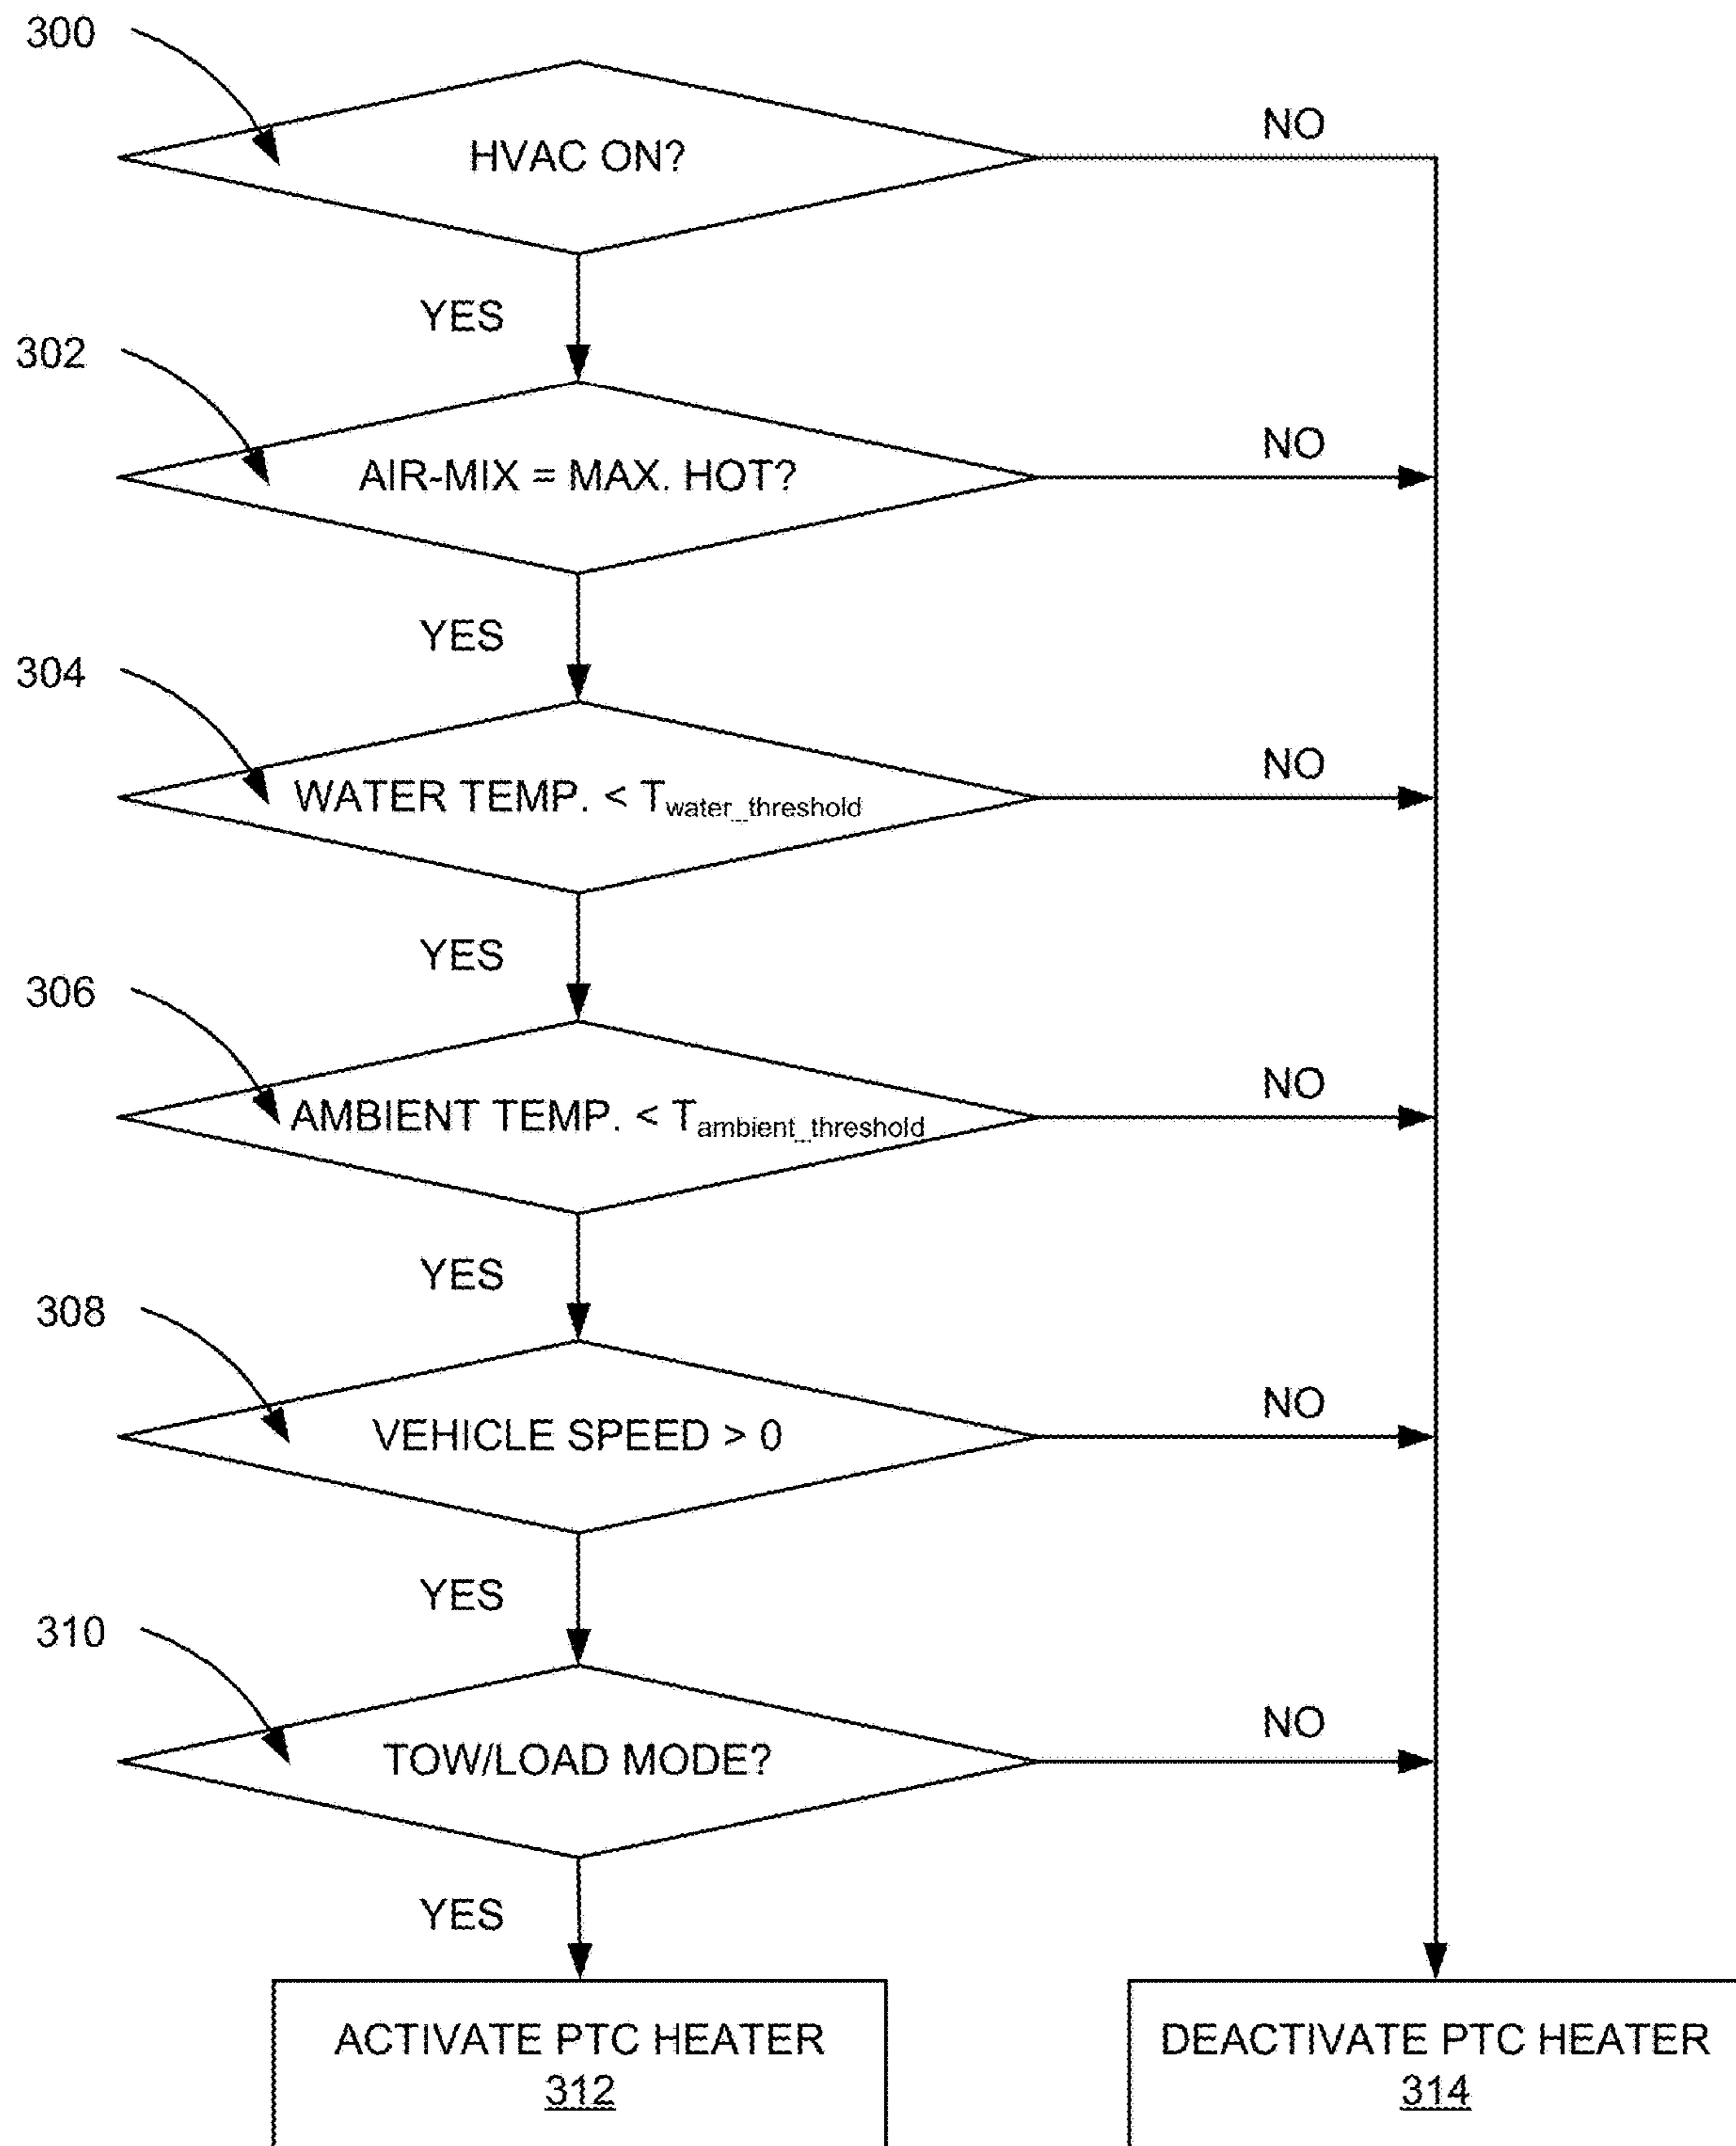 300
HVAC ON?
NO
YES
302
AIR-MIX = MAX. HOT?
NO
YES
304
WATER TEMP. < Twater_threshold
NO
YES
306
AMBIENT TEMP. < Tambient_threshold
NO
YES
308
VEHICLE SPEED > 0
NO
YES
310
TOW/LOAD MODE?
NO
YES
ACTIVATE PTC HEATER
312
DEACTIVATE PTC HEATER
314